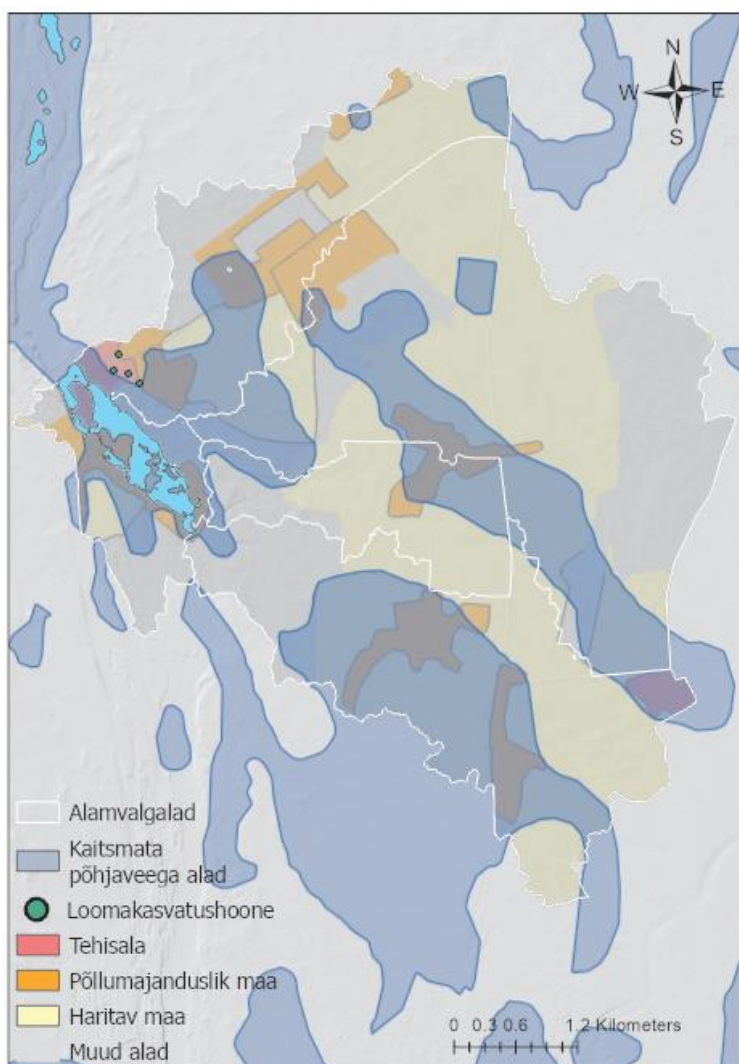 N
W E
S
Alamvalgalad
Kaitsmata
põhjaveega alad
Loomakasvatushoone
Tehisala
Põllumajanduslik maa
Haritav maa
Muud alad
0 0.3 0.6 1.2 Kilometers